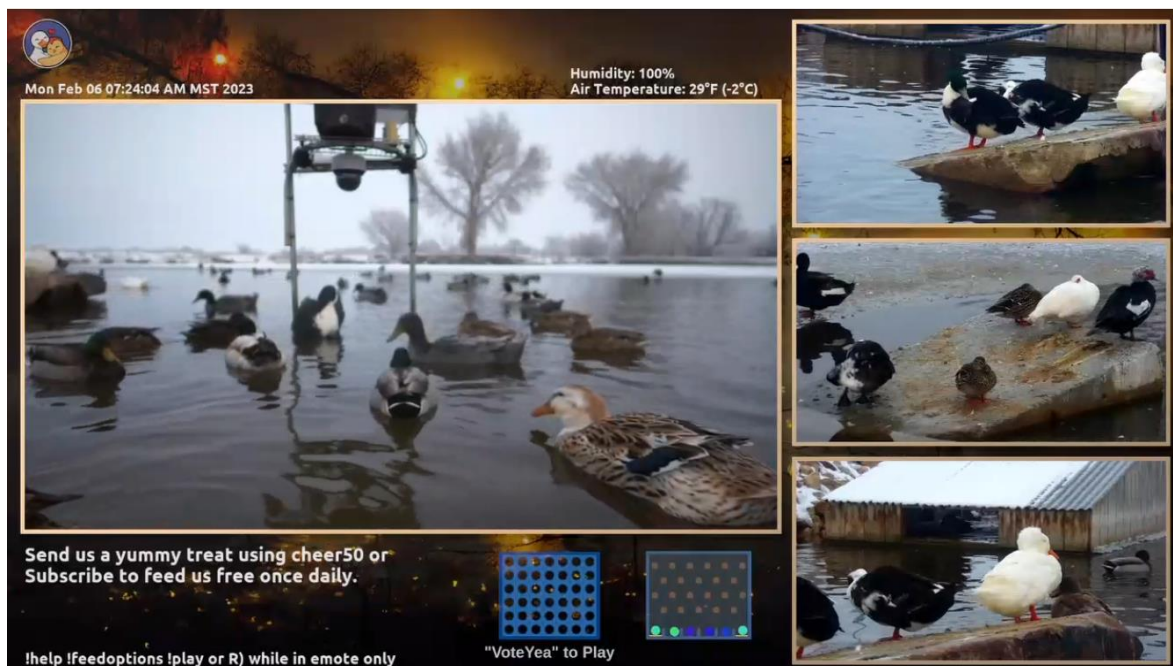 Mon Feb 06 07:24:04 AM MST 2023
Humidity: 100%
Air Temperature: 29°F (-2°C)
Send us a yummy treat using cheer50 or
Subscribe to feed us free once daily.
"VoteYea" to Play
!help !feedoptions !play or R) while in emote only